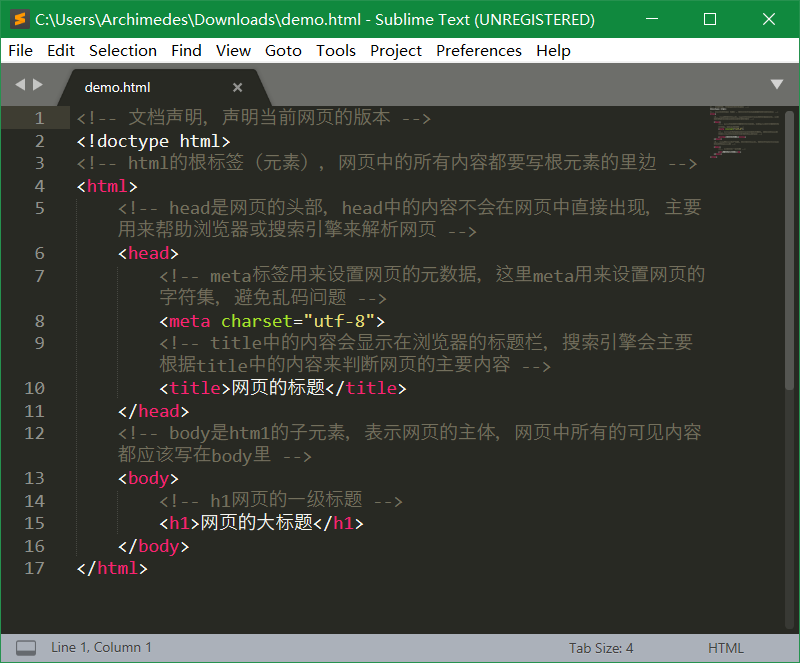 C:\Users\Archimedes\Downloads\demo.html - Sublime Text (UNREGISTERED)
File Edit Selection Find View Goto Tools Project Preferences Help
demo.html
1 <!-- 文档声明, 声明当前网页的版本 -->
2 <!doctype html>
3 <!-- html的根标签（元素）, 网页中的所有内容都要写根元素的里边 -->
4 <html>
5 <!-- head是网页的头部, head中的内容不会在网页中直接出现, 主要
用来帮助浏览器或搜索引擎来解析网页 -->
6 <head>
7 <!-- meta标签用来设置网页的元数据, 这里meta用来设置网页的
字符集, 避免乱码问题 -->
8 <meta charset="utf-8">
9 <!-- title中的内容会显示在浏览器的标题栏, 搜索引擎会主要
根据title中的内容来判断网页的主要内容 -->
10 <title>网页的标题</title>
11 </head>
12 <!-- body是htm1的子元素, 表示网页的主体, 网页中所有的可见内容
都应该写在body里 -->
13 <body>
14 <!-- h1网页的一级标题 -->
15 <h1>网页的大标题</h1>
16 </body>
17 </html>
Line 1, Column 1 Tab Size: 4 HTML